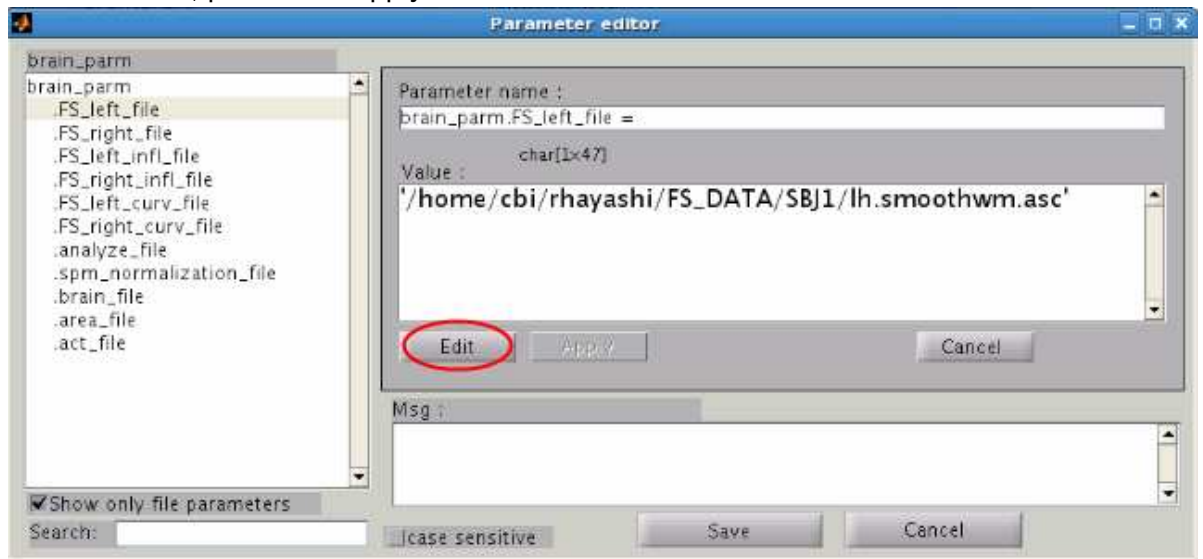 Parameter editor
brain_parm
brain_parm
.FS_left_file
.FS_right_file
.FS_left_infl_file
.FS_right_infl_file
.FS_left_curv_file
.FS_right_curv_file
.analyze_file
.spm_normalization_file
.brain_file
.area_file
.act_file
Show only file parameters
Search:
Parameter name :
brain_parm.FS_left_file =
char[1x47]
Value :
'/home/cbi/rhayashi/FS_DATA/SBJ1/lh.smoothwm.asc'
Edit
Apply
Cancel
Msg :
case sensitive
Save
Cancel